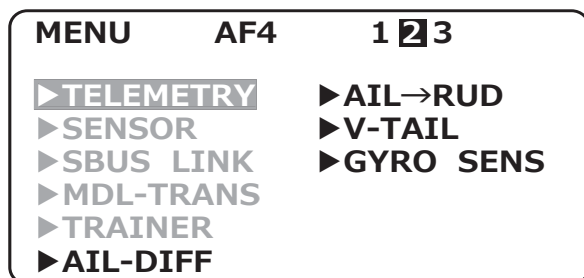 MENU AF4 1 2 3
▶TELEMETRY
▶SENSOR
▶SBUS LINK
▶MDL-TRANS
▶TRAINER
▶AIL-DIFF
▶AIL→RUD
▶V-TAIL
▶GYRO SENS